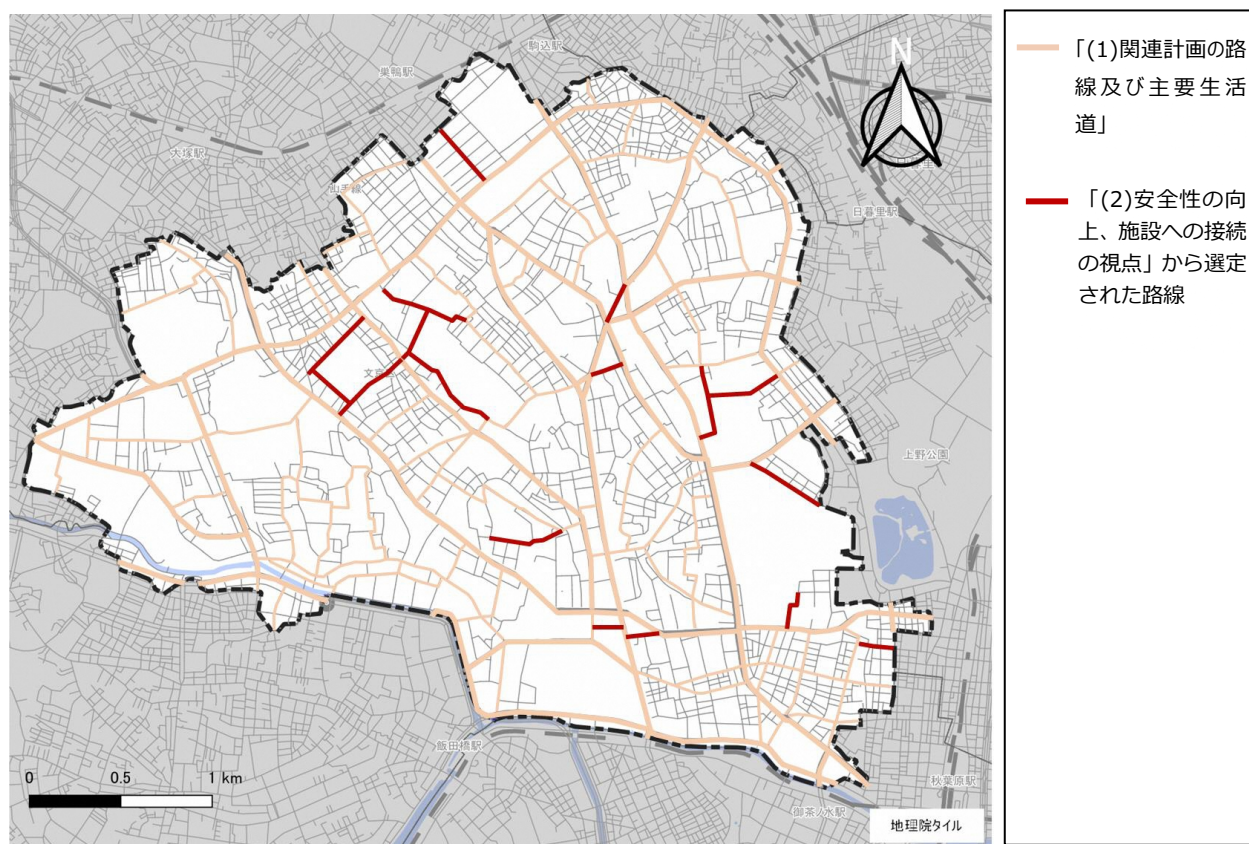 駒込駅
巣鴨駅
大塚駅
山手線
N
日暮里駅
文京区
上野公園
飯田橋駅
御茶ノ水駅
秋葉原駅
0 0.5 1 km
地理院タイル
「(1)関連計画の路
線及び主要生活
道」
「(2)安全性の向
上、施設への接続
の視点」から選定
された路線